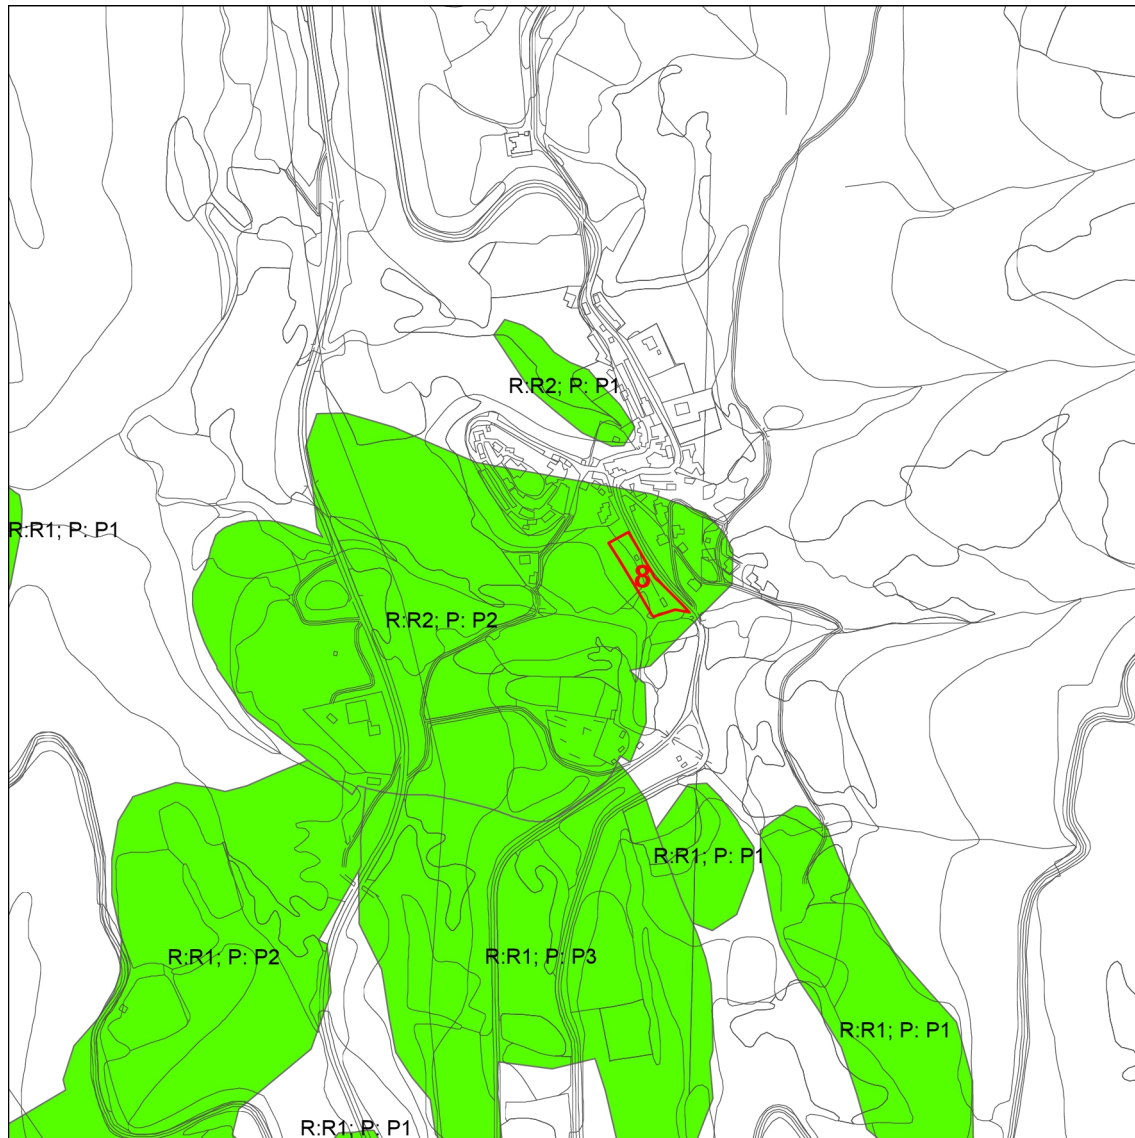 R:R2; P: P1
R:R1; P: P1
8
R:R2; P: P2
R:R1; P: P1
R:R1; P: P2
R:R1; P: P3
R:R1; P: P1
R:R1; P: P1